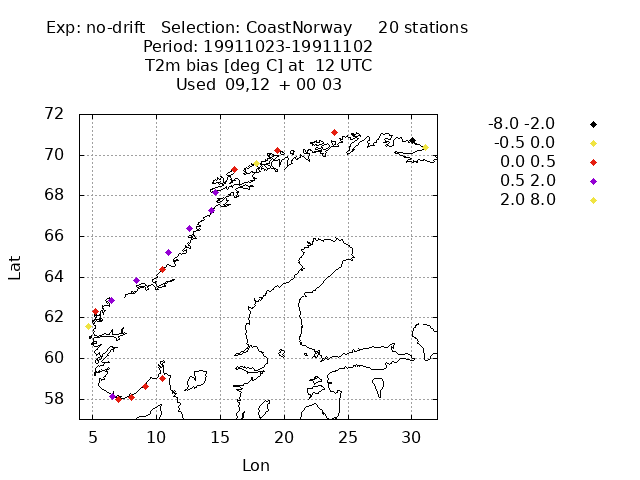 Exp: no-drift   Selection: CoastNorway     20 stations
Period: 19911023-19911102
T2m bias [deg C] at  12 UTC
Used  09,12  + 00 03
-8.0 -2.0
-0.5 0.0
0.0 0.5
0.5 2.0
2.0 8.0
72
70
68
66
64
62
60
58
Lat
5 10 15 20 25 30
Lon